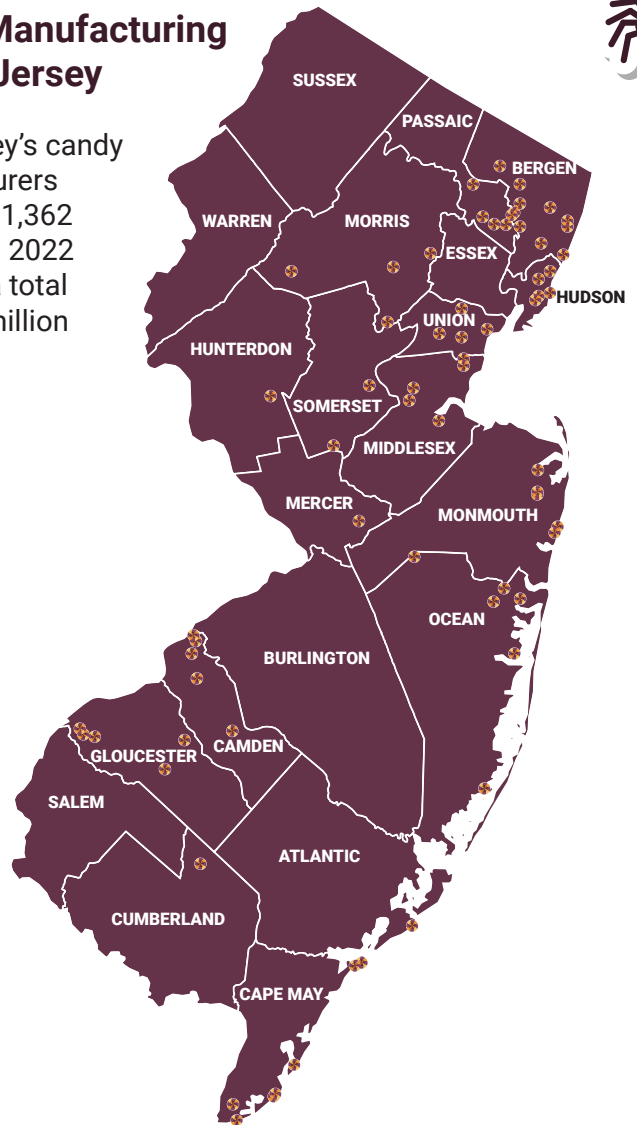 Manufacturing
Jersey
ey's candy
urers
1,362
2022
total
million
SUSSEX
PASSAIC
BERGEN
WARREN
MORRIS
ESSEX
HUDSON
UNION
HUNTERDON
SOMERSET
MIDDLESEX
MERCER
MONMOUTH
OCEAN
BURLINGTON
CAMDEN
GLOUCESTER
SALEM
ATLANTIC
CUMBERLAND
CAPE MAY